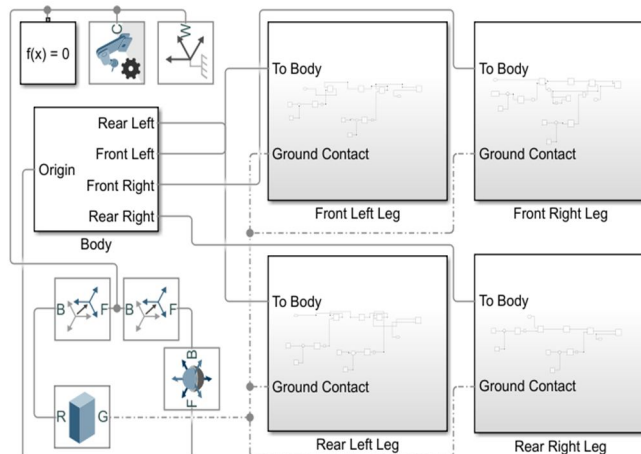 f(x) = 0
C
W
To Body
Ground Contact
Front Left Leg
To Body
Ground Contact
Front Right Leg
Rear Left
Front Left
Origin
Front Right
Rear Right
Body
B
F
B
F
B
F
R
G
To Body
Ground Contact
Rear Left Leg
To Body
Ground Contact
Rear Right Leg